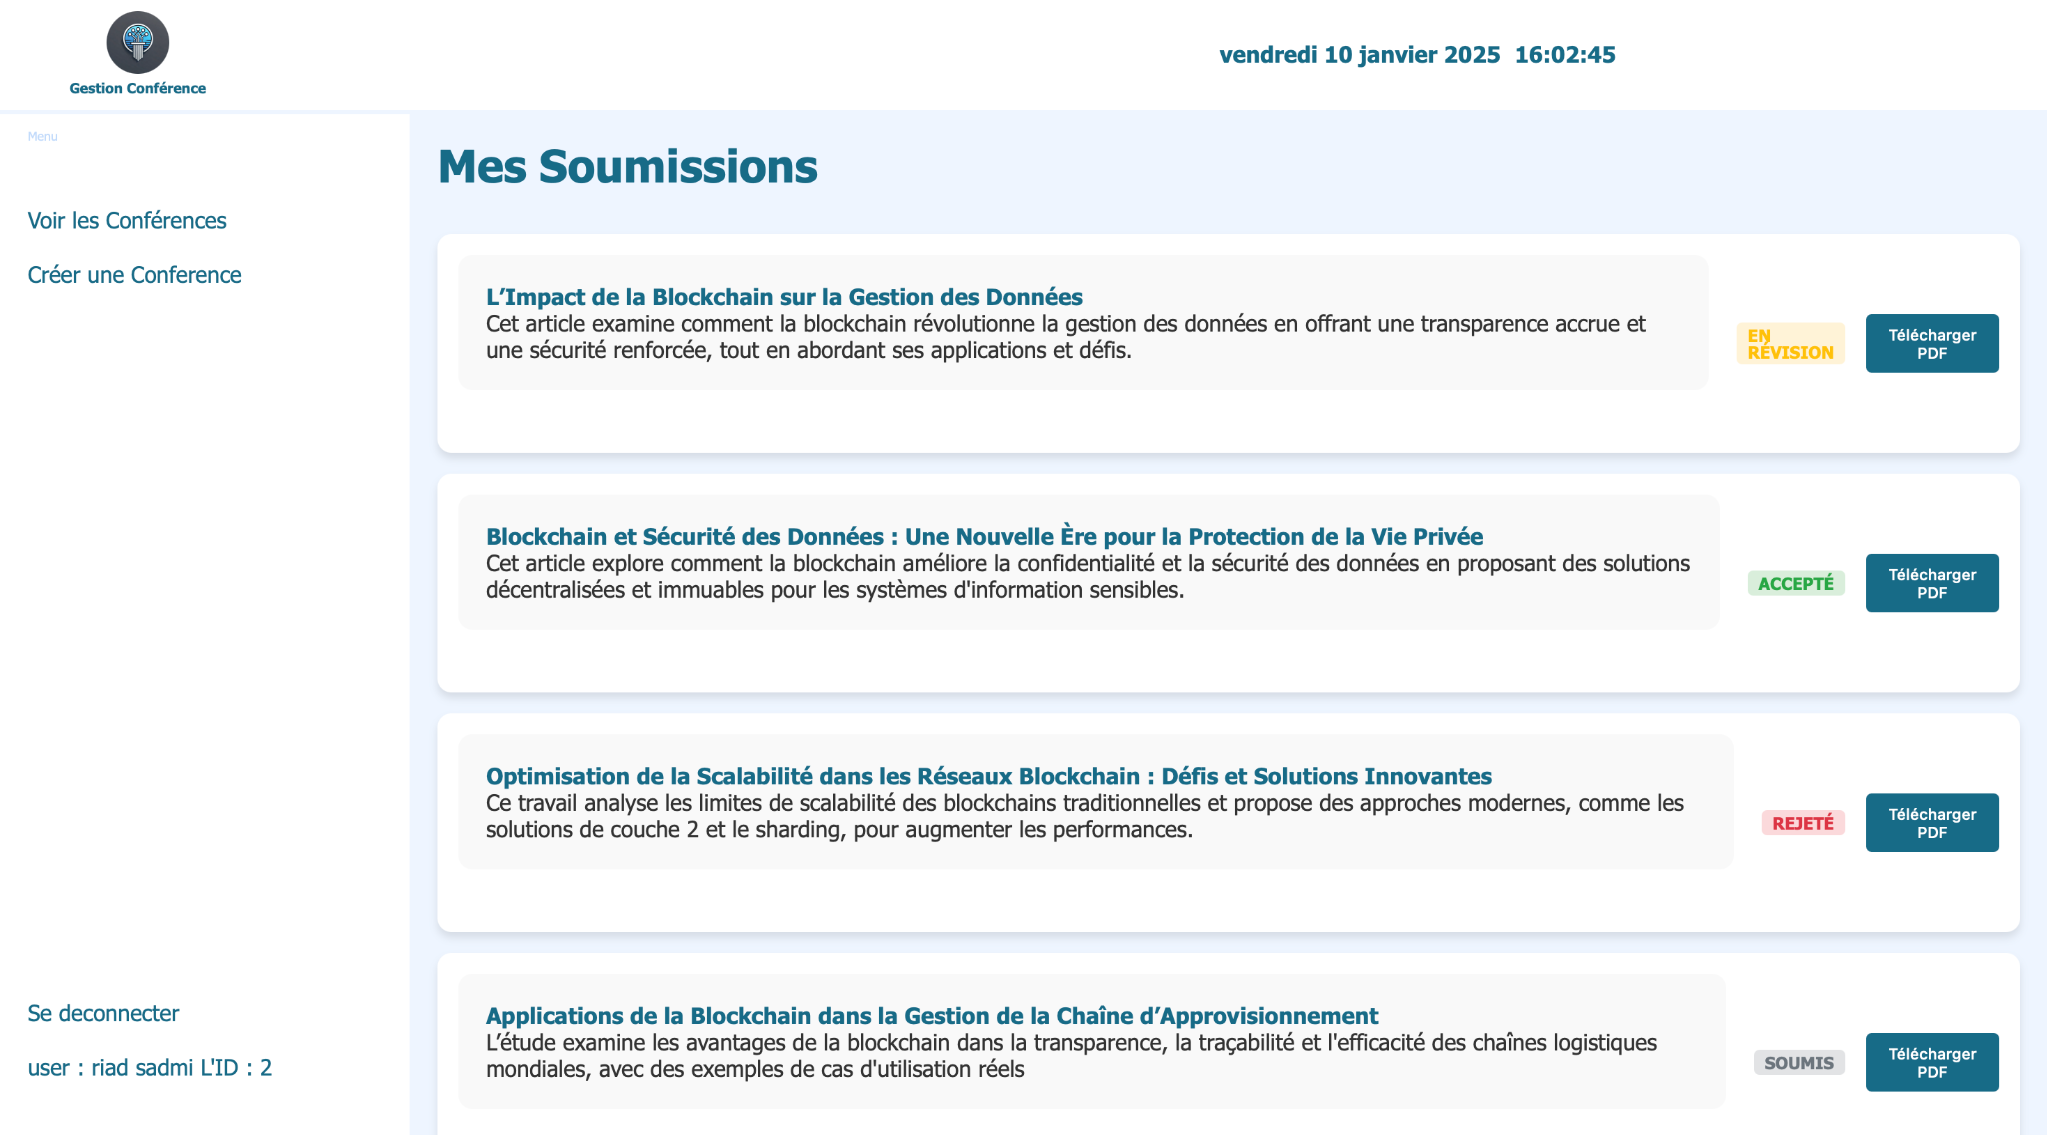 Gestion Conférence
vendredi 10 janvier 2025 16:02:45
Menu
Voir les Conférences
Créer une Conference
Se deconnecter
user : riad sadmi L'ID : 2
Mes Soumissions
L’Impact de la Blockchain sur la Gestion des Données
Cet article examine comment la blockchain révolutionne la gestion des données en offrant une transparence accrue et
une sécurité renforcée, tout en abordant ses applications et défis.
EN
RÉVISION
Télécharger
PDF
Blockchain et Sécurité des Données : Une Nouvelle Ère pour la Protection de la Vie Privée
Cet article explore comment la blockchain améliore la confidentialité et la sécurité des données en proposant des solutions
décentralisées et immuables pour les systèmes d'information sensibles.
ACCEPTÉ
Télécharger
PDF
Optimisation de la Scalabilité dans les Réseaux Blockchain : Défis et Solutions Innovantes
Ce travail analyse les limites de scalabilité des blockchains traditionnelles et propose des approches modernes, comme les
solutions de couche 2 et le sharding, pour augmenter les performances.
REJETÉ
Télécharger
PDF
Applications de la Blockchain dans la Gestion de la Chaîne d’Approvisionnement
L’étude examine les avantages de la blockchain dans la transparence, la traçabilité et l'efficacité des chaînes logistiques
mondiales, avec des exemples de cas d'utilisation réels
SOUMIS
Télécharger
PDF